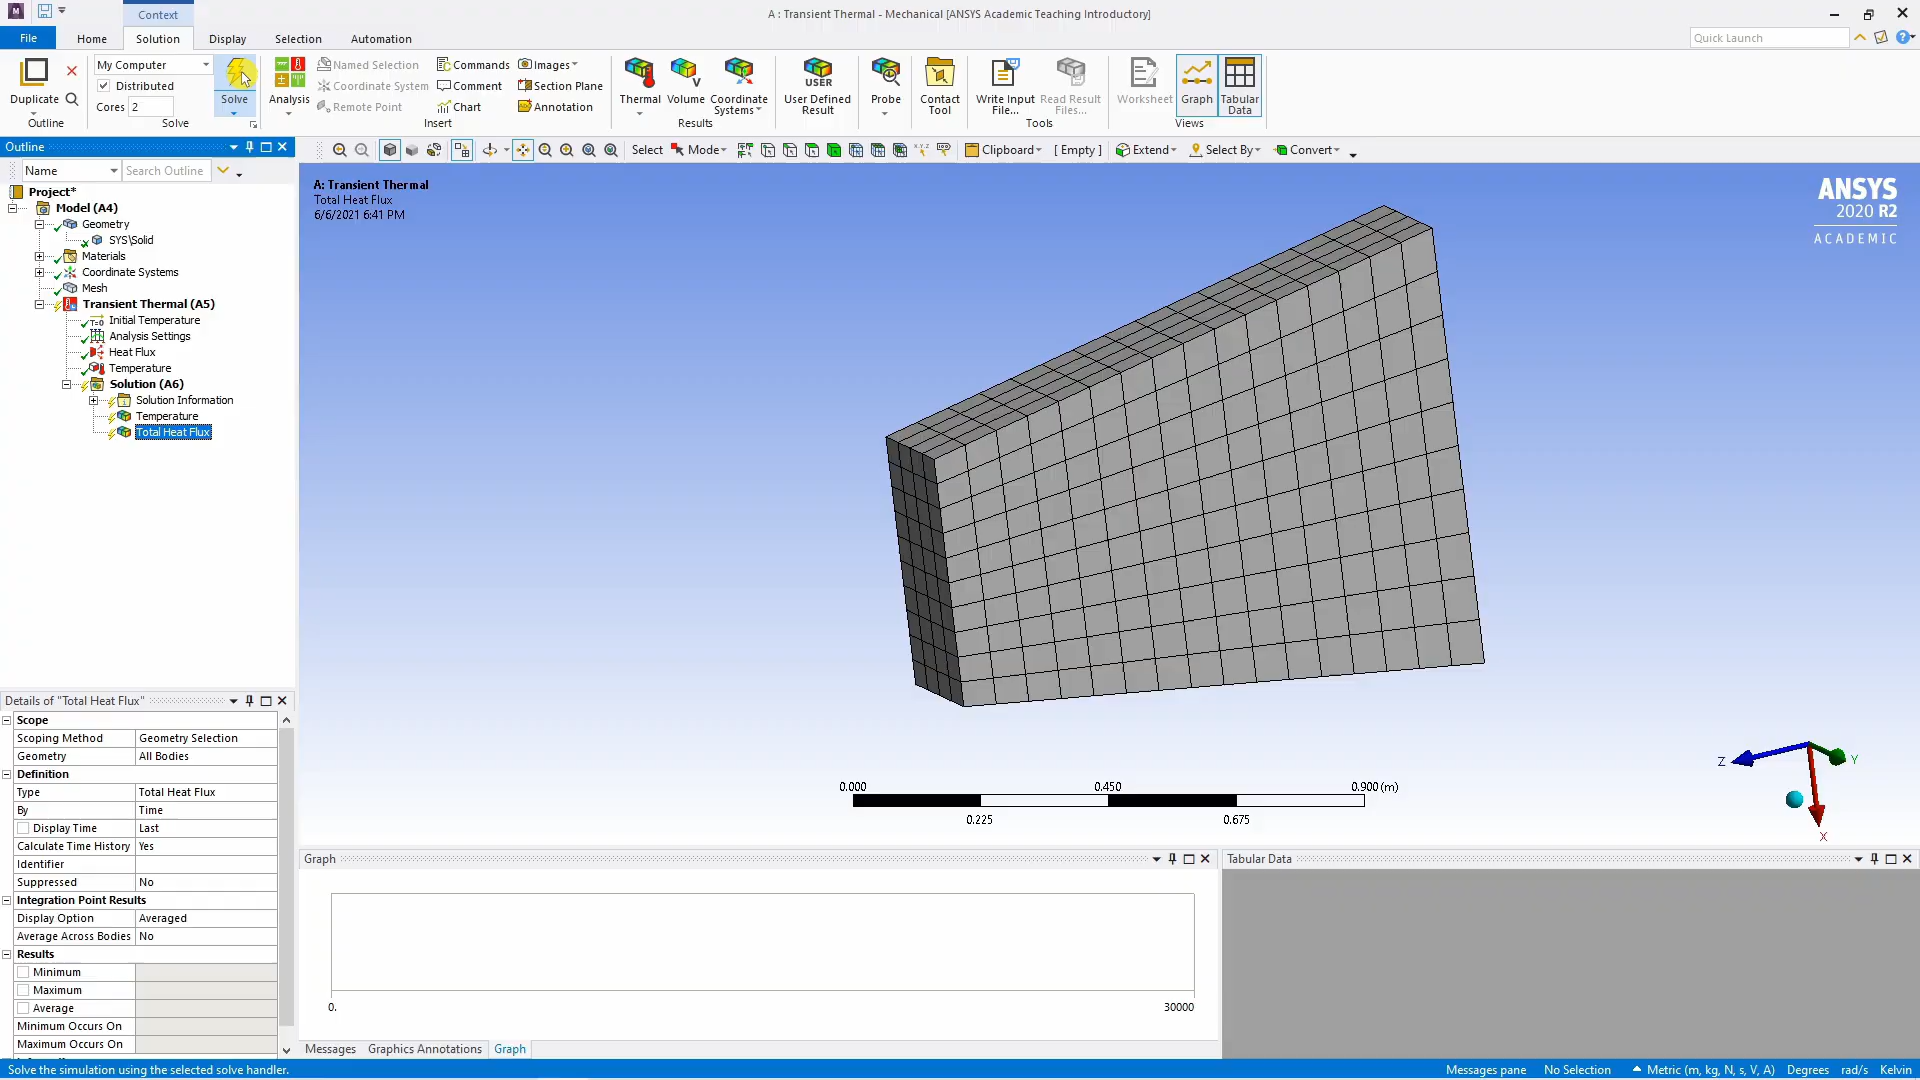 Context
A : Transient Thermal - Mechanical [ANSYS Academic Teaching Introductory]
File
Home
Solution
Display
Selection
Automation
Quick Launch
Duplicate
Outline
My Computer
Distributed
Cores 2
Solve
Solve
Analysis
Named Selection
Coordinate System
Remote Point
Commands
Comment
Chart
Images
Section Plane
Annotation
Insert
Thermal
Volume
Coordinate Systems
Results
User Defined Result
Probe
Contact Tool
Write Input File...
Read Result Files...
Tools
Worksheet
Graph
Tabular Data
Views
Outline
Select
Mode
Clipboard
[ Empty ]
Extend
Select By
Convert
Name
Search Outline
Project*
Model (A4)
Geometry
SYS\Solid
Materials
Coordinate Systems
Mesh
Transient Thermal (A5)
Initial Temperature
Analysis Settings
Heat Flux
Temperature
Solution (A6)
Solution Information
Temperature
Total Heat Flux
A: Transient Thermal
Total Heat Flux
6/6/2021 6:41 PM
ANSYS
2020 R2
ACADEMIC
0.000
0.450
0.900 (m)
0.225
0.675
Z
Y
X
Details of "Total Heat Flux"
Scope
Scoping Method Geometry Selection
Geometry All Bodies
Definition
Type Total Heat Flux
By Time
Display Time Last
Calculate Time History Yes
Identifier
Suppressed No
Integration Point Results
Display Option Averaged
Average Across Bodies No
Results
Minimum
Maximum
Average
Minimum Occurs On
Maximum Occurs On
Graph
0.
30000
Messages
Graphics Annotations
Graph
Tabular Data
Solve the simulation using the selected solve handler.
Messages pane
No Selection
Metric (m, kg, N, s, V, A)
Degrees
rad/s
Kelvin